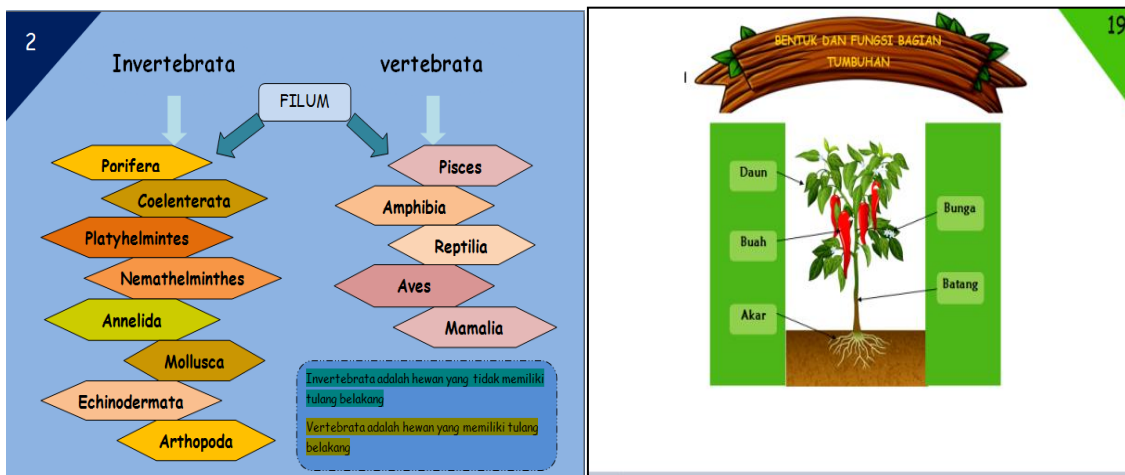 2
Invertebrata
vertebrata
FILUM
Porifera
Coelenterata
Platyhelmintes
Nemathelminthes
Annelida
Mollusca
Echinodermata
Arthopoda
Pisces
Amphibia
Reptilia
Aves
Mamalia
Invertebrata adalah hewan yang tidak memiliki
tulang belakang
Vertebrata adalah hewan yang memiliki tulang
belakang
19
BENTUK DAN FUNGSI BAGIAN
TUMBUHAN
l
Daun
Buah
Akar
Bunga
Batang